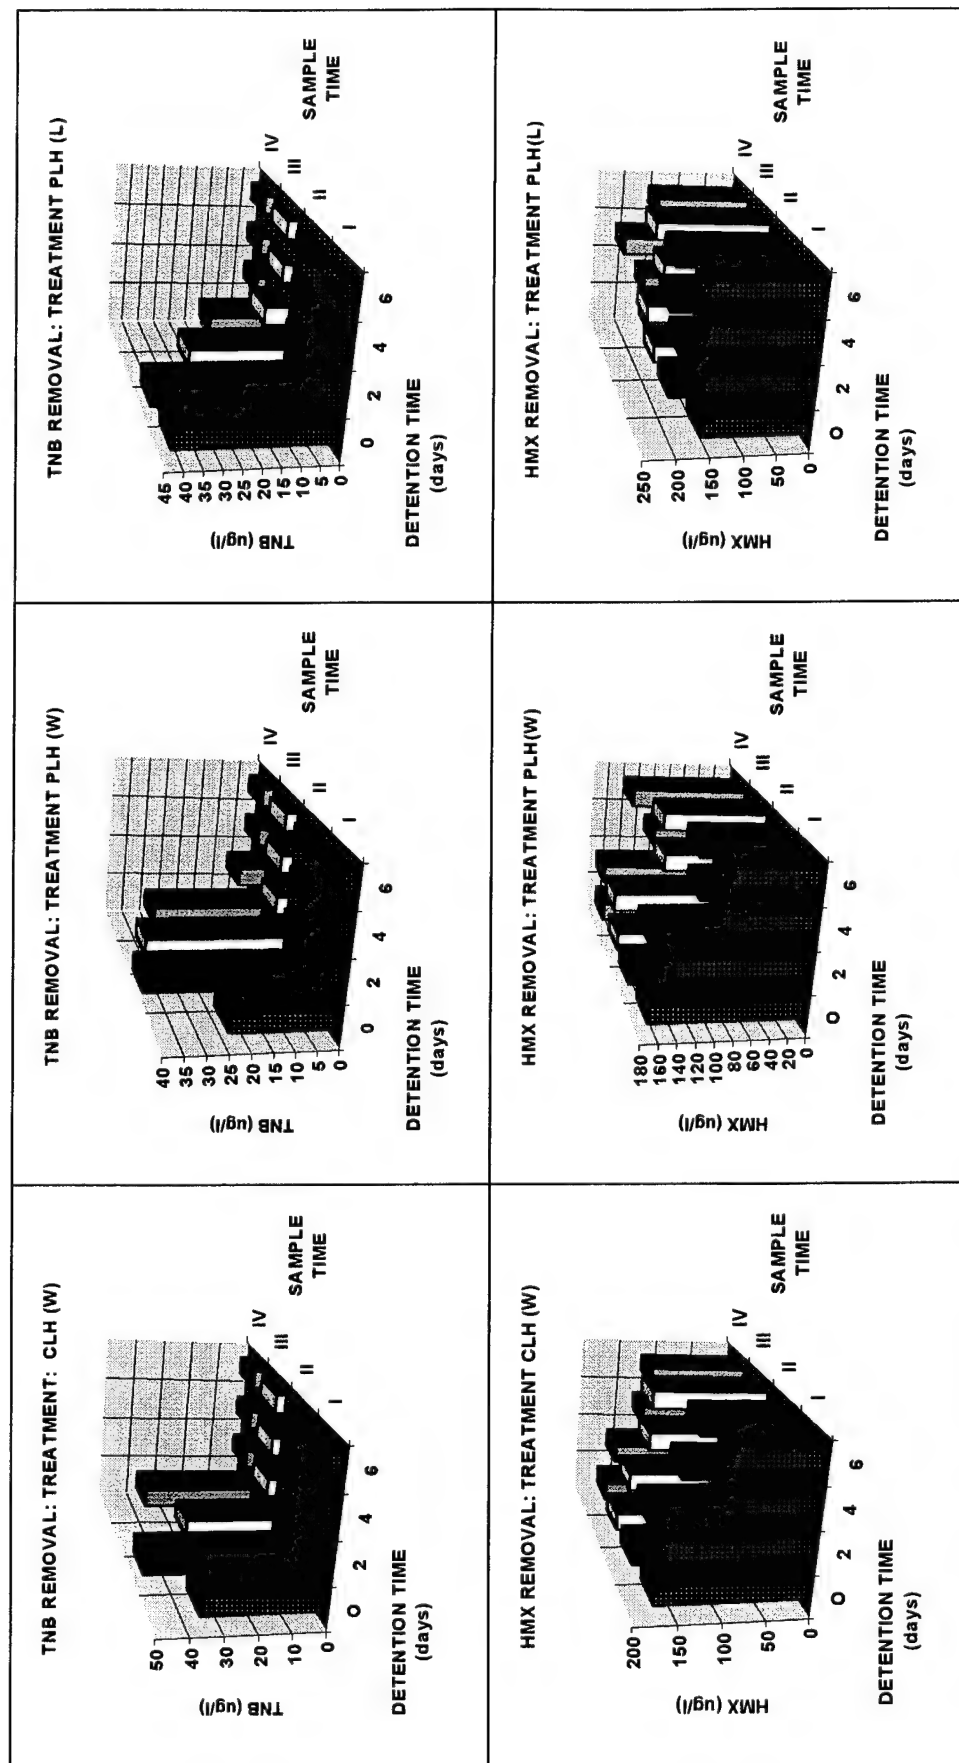 TNB REMOVAL: TREATMENT: CLH (W)
50
40
30
20
10
0
TNB (ug/l)
0
2
4
6
DETENTION TIME
(days)
I
II
III
IV
SAMPLE
TIME
TNB REMOVAL: TREATMENT PLH (W)
40
35
30
25
20
15
10
5
0
TNB (ug/l)
0
2
4
6
DETENTION TIME
(days)
I
II
III
IV
SAMPLE
TIME
TNB REMOVAL: TREATMENT PLH (L)
45
40
35
30
25
20
15
10
5
0
TNB (ug/l)
0
2
4
6
DETENTION TIME
(days)
I
II
III
IV
SAMPLE
TIME
HMX REMOVAL: TREATMENT CLH (W)
200
150
100
50
0
HMX (ug/l)
0
2
4
6
DETENTION TIME
(days)
I
II
III
IV
SAMPLE
TIME
HMX REMOVAL: TREATMENT PLH(W)
180
160
140
120
100
80
60
40
20
0
HMX (ug/l)
0
2
4
6
DETENTION TIME
(days)
I
II
III
IV
SAMPLE
TIME
HMX REMOVAL: TREATMENT PLH(L)
250
200
150
100
50
0
HMX (ug/l)
0
2
4
6
DETENTION TIME
(days)
I
II
III
IV
SAMPLE
TIME